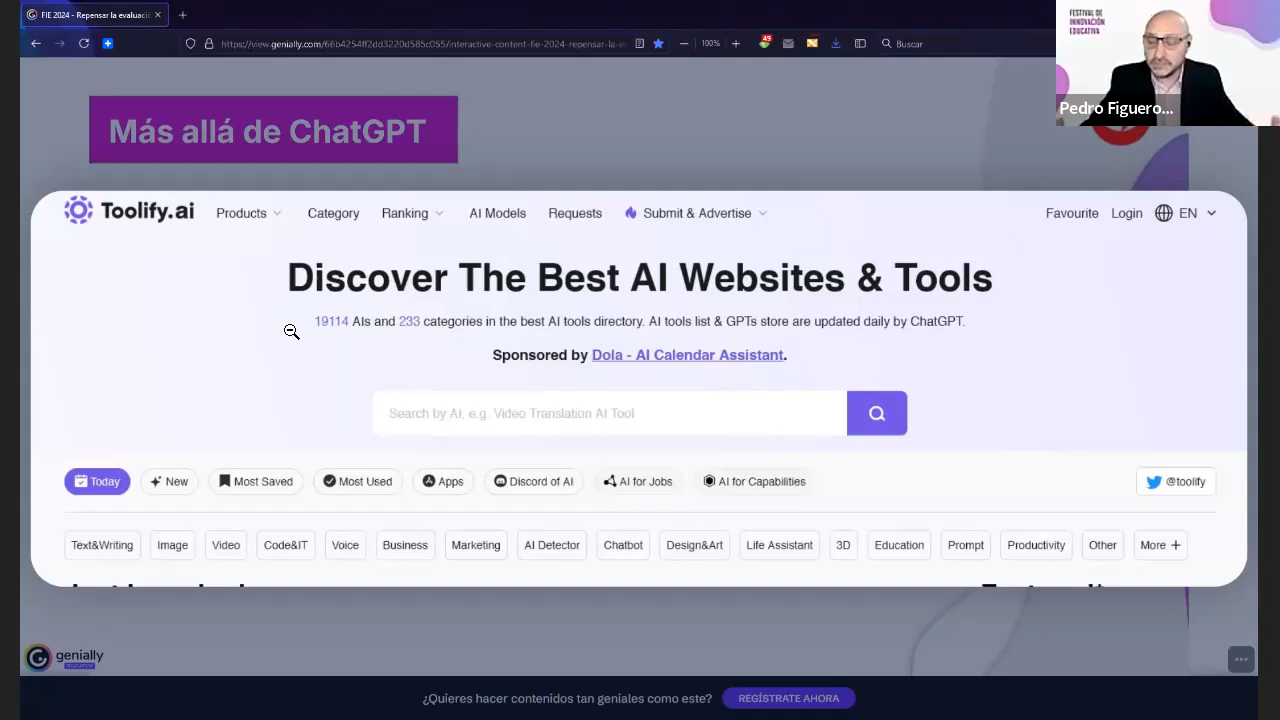 FIE 2024 - Repensar la evaluació
https://view.genially.com/66b4254ff2dd3220d585c055/interactive-content-fie-2024-repensar-la-ev
100%
49
Buscar
FESTIVAL DE
INNOVACIÓN
EDUCATIVA
Pedro Figuero...
Más allá de ChatGPT
Toolify.ai
Products
Category
Ranking
AI Models
Requests
Submit & Advertise
Favourite
Login
EN
Discover The Best AI Websites & Tools
19114 AIs and 233 categories in the best AI tools directory. AI tools list & GPTs store are updated daily by ChatGPT.
Sponsored by Dola - AI Calendar Assistant.
Search by AI, e.g. Video Translation AI Tool
Today
New
Most Saved
Most Used
Apps
Discord of AI
AI for Jobs
AI for Capabilities
@toolify
Text&Writing
Image
Video
Code&IT
Voice
Business
Marketing
AI Detector
Chatbot
Design&Art
Life Assistant
3D
Education
Prompt
Productivity
Other
More +
genially
EDUCATION
¿Quieres hacer contenidos tan geniales como este?
REGÍSTRATE AHORA